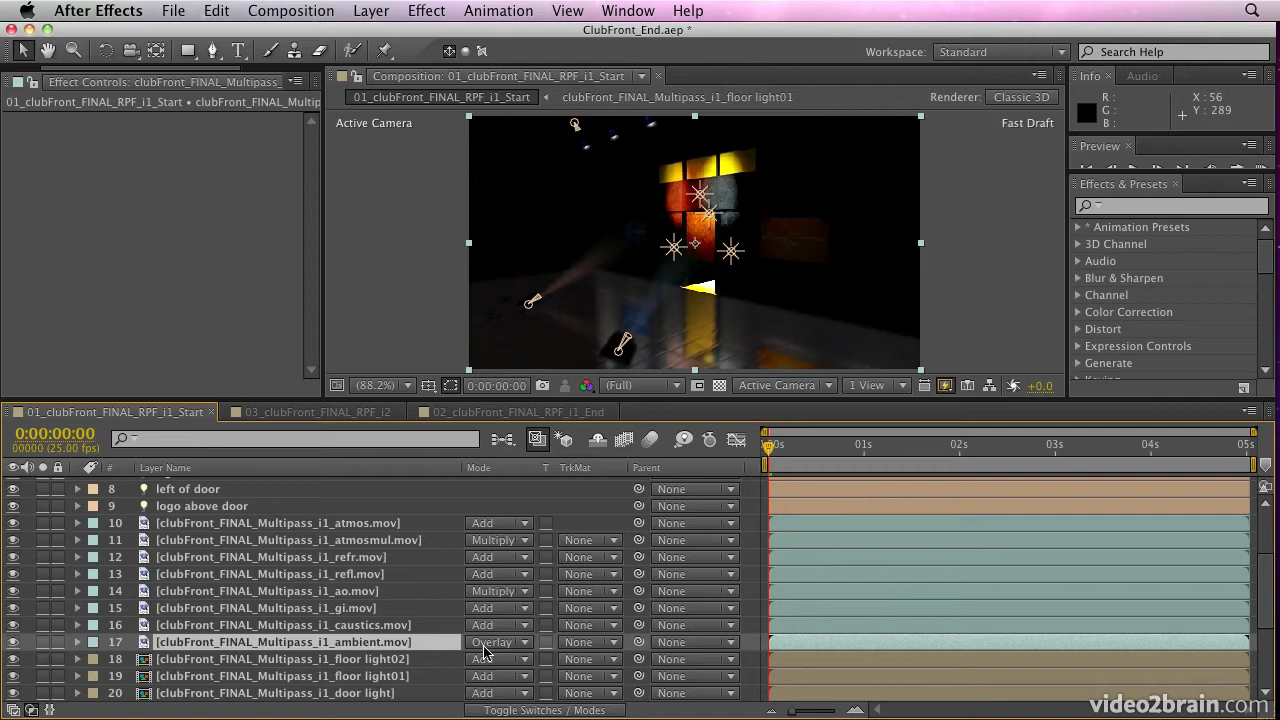 After Effects File Edit Composition Layer Effect Animation View Window Help
ClubFront_End.aep *
Workspace: Standard Search Help
Effect Controls: clubFront_FINAL_Multipass_
Composition: 01_clubFront_FINAL_RPF_i1_Start
Info Audio
01_clubFront_FINAL_RPF_i1_Start • clubFront_FINAL_Multip
01_clubFront_FINAL_RPF_i1_Start clubFront_FINAL_Multipass_i1_floor light01 Renderer: Classic 3D
R : X : 56
G : Y : 289
B :
Active Camera Fast Draft
Preview
Effects & Presets
* Animation Presets
3D Channel
Audio
Blur & Sharpen
Channel
Color Correction
Distort
Expression Controls
Generate
(88.2%) 0:00:00:00 (Full) Active Camera 1 View +0.0
01_clubFront_FINAL_RPF_i1_Start 03_clubFront_FINAL_RPF_i2 02_clubFront_FINAL_RPF_i1_End
0:00:00:00
00000 (25.00 fps)
00s 01s 02s 03s 04s 05s
# Layer Name Mode T TrkMat Parent
8 left of door None
9 logo above door None
10 [clubFront_FINAL_Multipass_i1_atmos.mov] Add None
11 [clubFront_FINAL_Multipass_i1_atmosmul.mov] Multiply None None
12 [clubFront_FINAL_Multipass_i1_refr.mov] Add None None
13 [clubFront_FINAL_Multipass_i1_refl.mov] Add None None
14 [clubFront_FINAL_Multipass_i1_ao.mov] Multiply None None
15 [clubFront_FINAL_Multipass_i1_gi.mov] Add None None
16 [clubFront_FINAL_Multipass_i1_caustics.mov] Add None None
17 [clubFront_FINAL_Multipass_i1_ambient.mov] Overlay None None
18 [clubFront_FINAL_Multipass_i1_floor light02] Add None None
19 [clubFront_FINAL_Multipass_i1_floor light01] Add None None
20 [clubFront_FINAL_Multipass_i1_door light] Add None None
Toggle Switches / Modes
video2brain.com